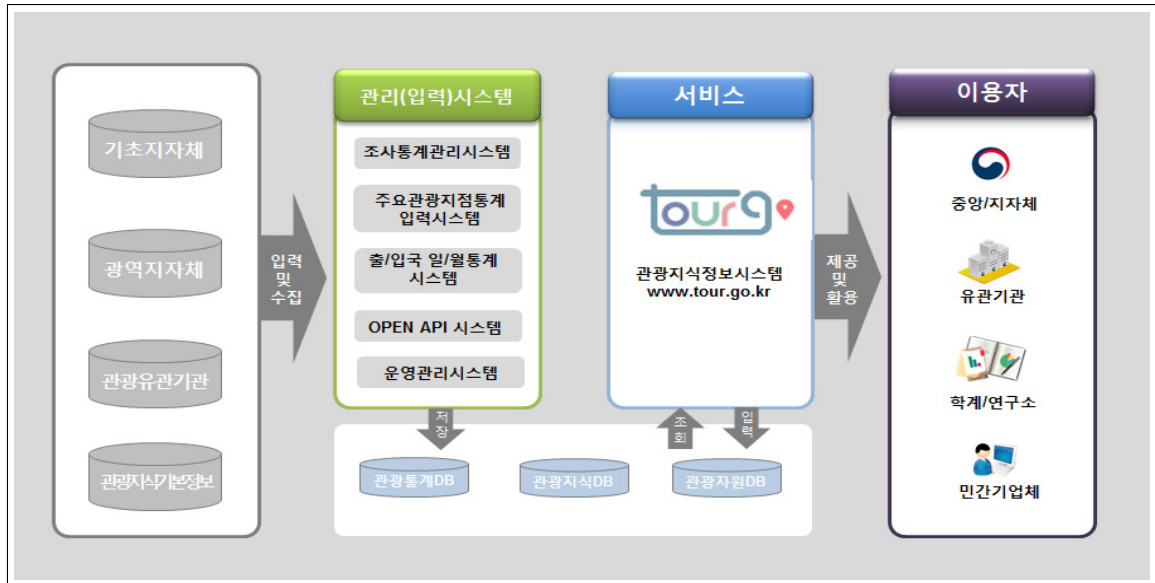 기초지자체
광역지자체
관광유관기관
관광지식기본정보
입력
및
수집
관리(입력)시스템
조사통계관리시스템
주요관광지점통계
입력시스템
출/입국 일/월통계
시스템
OPEN API 시스템
운영관리시스템
저
장
서비스
tourgo
관광지식정보시스템
www.tour.go.kr
조
회
입
력
관광통계DB
관광지식DB
관광자원DB
제공
및
활용
이용자
중앙/지자체
유관기관
학계/연구소
민간기업체